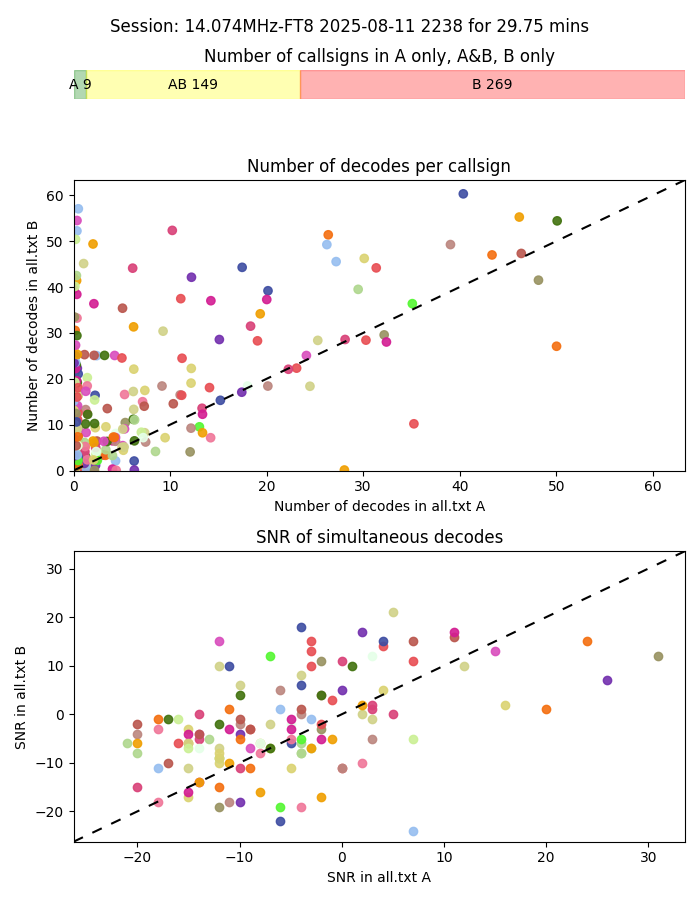 Session: 14.074MHz-FT8 2025-08-11 2238 for 29.75 mins
Number of callsigns in A only, A&B, B only
A 9 AB 149 B 269
Number of decodes per callsign
Number of decodes in all.txt B
60
50
40
30
20
10
0
0 10 20 30 40 50 60
Number of decodes in all.txt A
SNR of simultaneous decodes
SNR in all.txt B
30
20
10
0
−10
−20
−20 −10 0 10 20 30
SNR in all.txt A